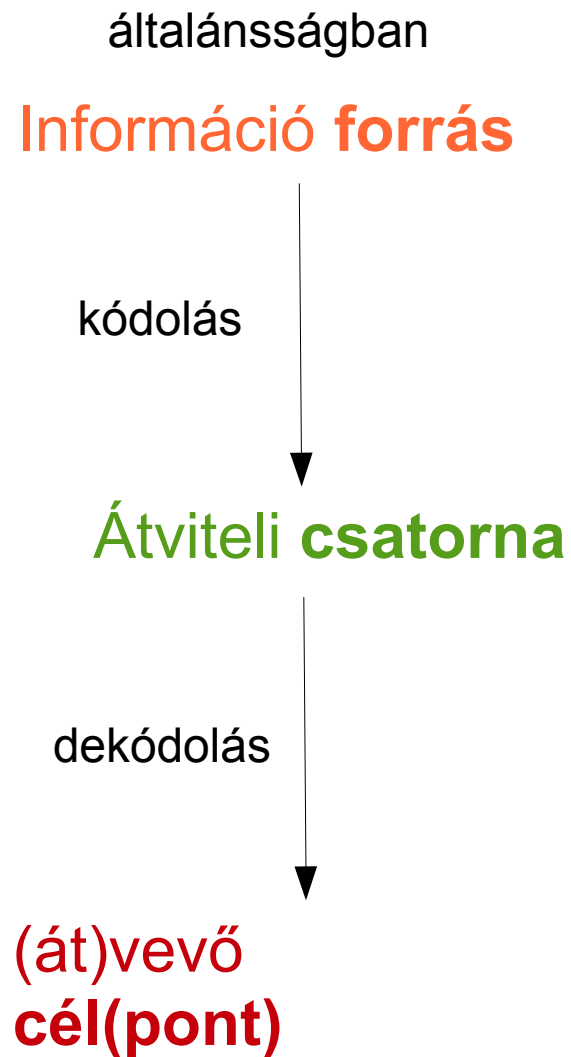 általánsságban
Információ forrás
kódolás
Átviteli csatorna
dekódolás
(át)vevő
cél(pont)